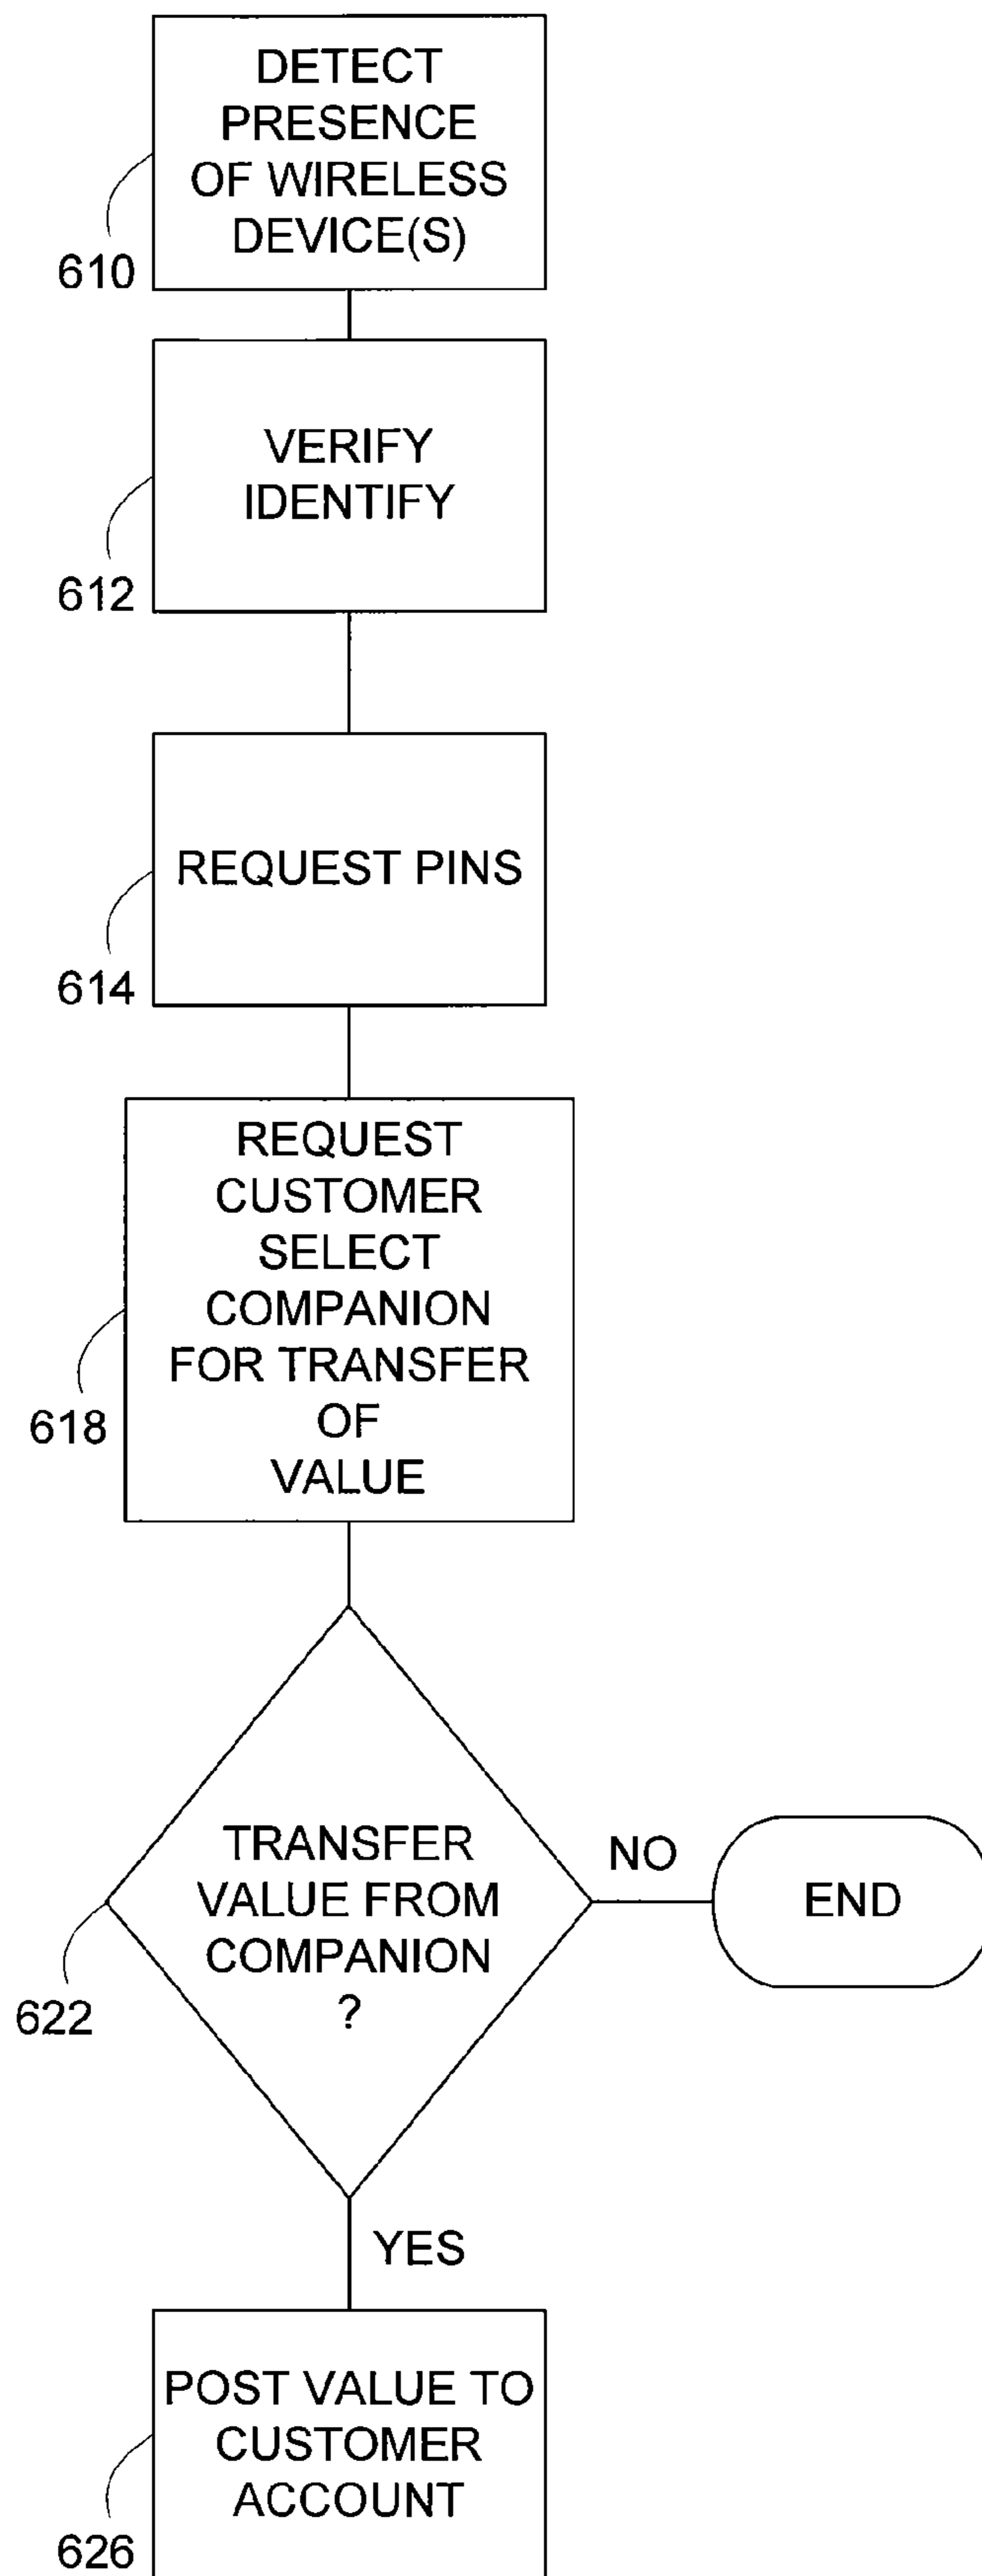 DETECT
PRESENCE
OF WIRELESS
DEVICE(S)
610
VERIFY
IDENTIFY
612
REQUEST PINS
614
REQUEST
CUSTOMER
SELECT
COMPANION
FOR TRANSFER
OF
VALUE
618
TRANSFER
VALUE FROM
COMPANION
?
NO
END
622
YES
POST VALUE TO
CUSTOMER
ACCOUNT
626